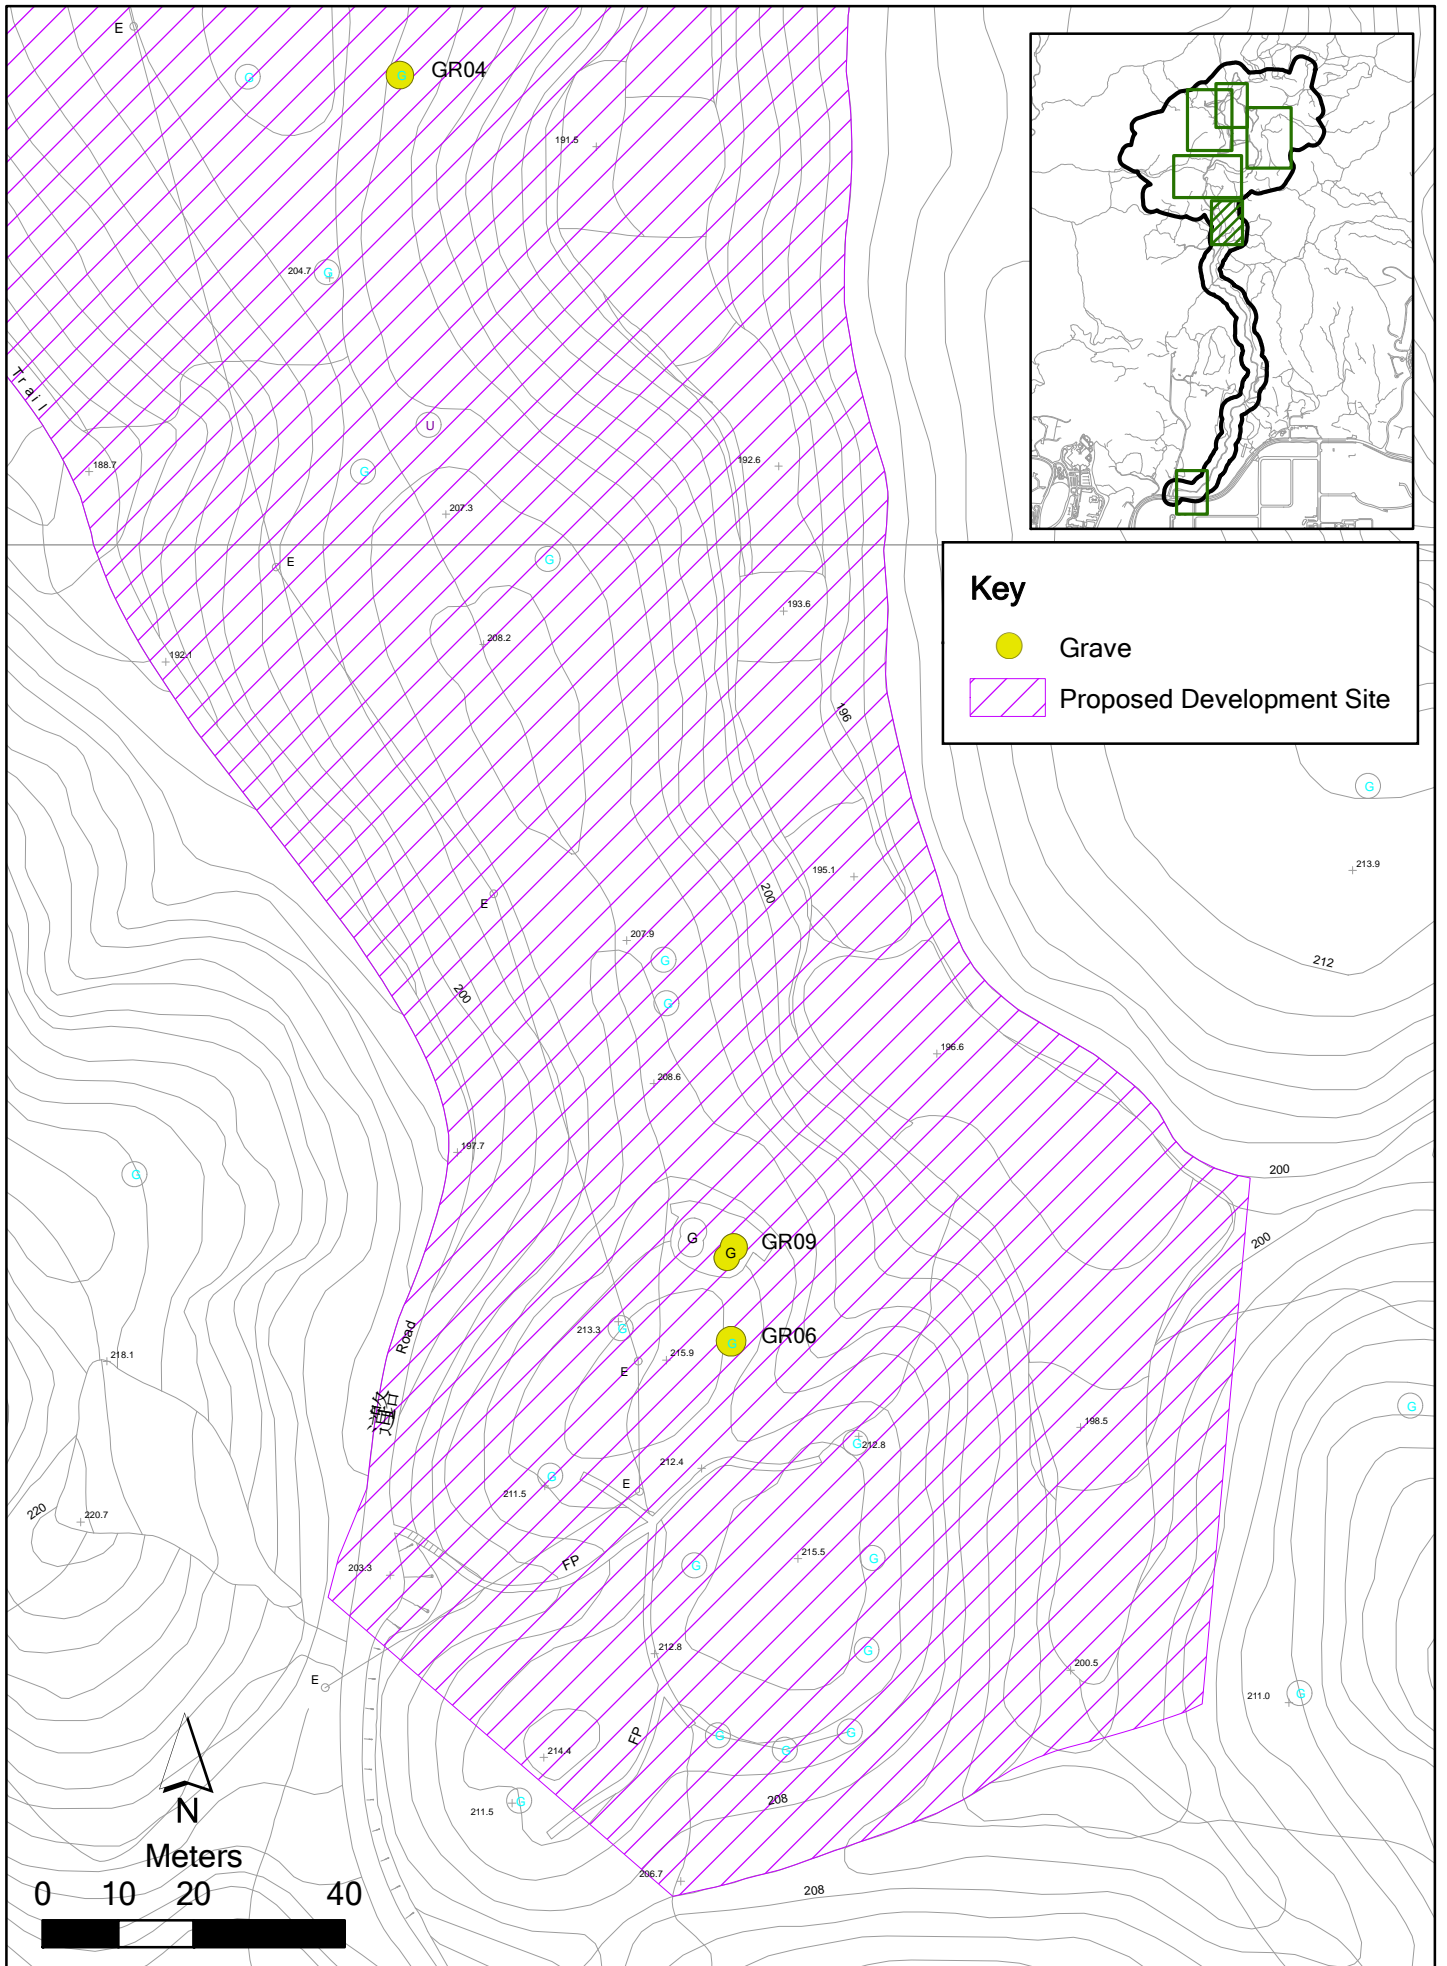 E
G
G
GR04
191.5
204.7
G
Trail
U
188.7
G
192.6
207.3
E
G
193.6
208.2
192.1
196
Key
Grave
Proposed Development Site
G
213.9
195.1
200
E
207.9
G
212
200
G
196.6
208.6
197.7
G
200
200
G
G
GR09
213.3
G
G
GR06
Road
道路
E
215.9
218.1
G
198.5
G
212.8
212.4
G
211.5
E
220
220.7
FP
203.3
G
215.5
G
212.8
G
200.5
E
211.0
G
FP
G
G
G
214.4
211.5
G
208
206.7
208
N
Meters
0 10 20 40